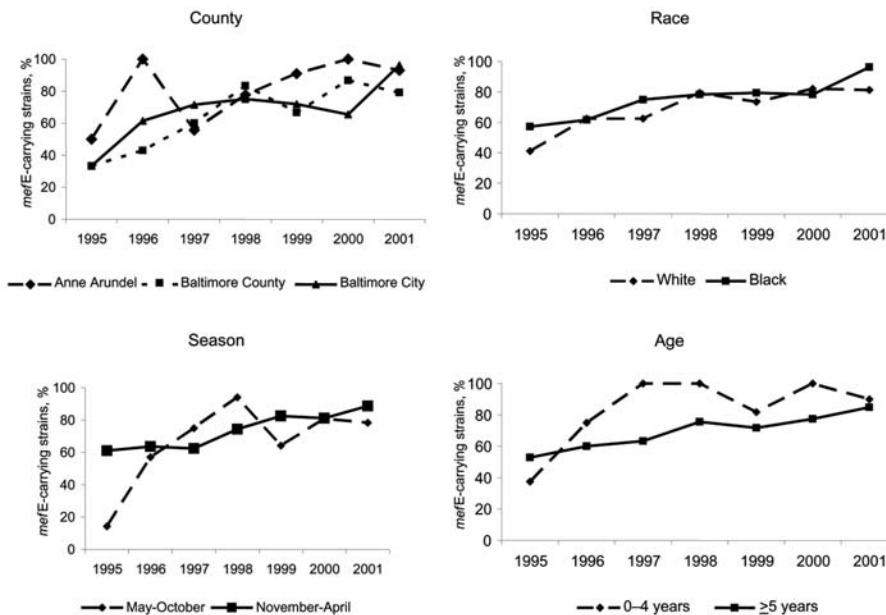 County
mefE-carrying strains, %
120
100
80
60
40
20
0
1995 1996 1997 1998 1999 2000 2001
Anne Arundel Baltimore County Baltimore City
Race
mefE-carrying strains, %
100
80
60
40
20
0
1995 1996 1997 1998 1999 2000 2001
White Black
Season
mefE-carrying strains, %
100
80
60
40
20
0
1995 1996 1997 1998 1999 2000 2001
May-October November-April
Age
mefE-carrying strains, %
100
80
60
40
20
0
1995 1996 1997 1998 1999 2000 2001
0–4 years ≥5 years